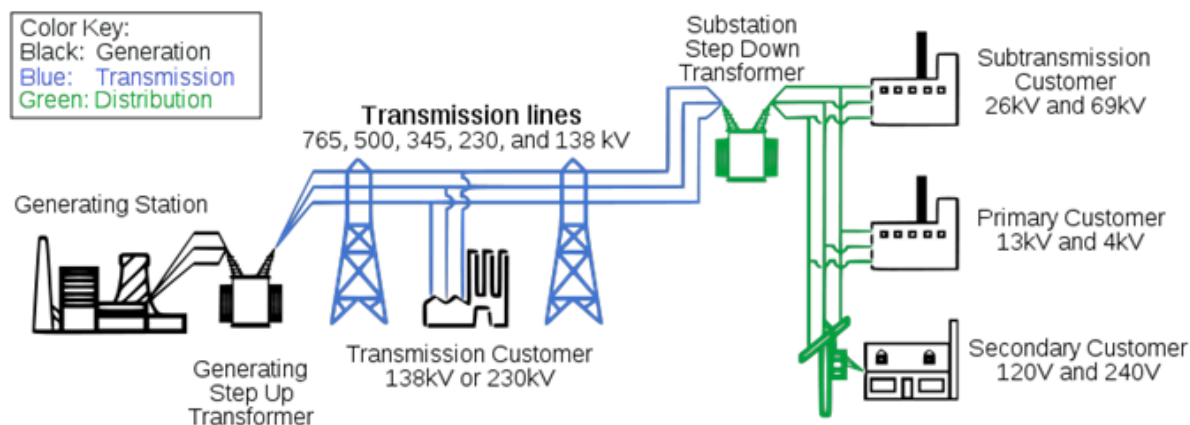 Color Key:
Black: Generation
Blue: Transmission
Green: Distribution
Substation
Step Down
Transformer
Subtransmission
Customer
26kV and 69kV
Transmission lines
765, 500, 345, 230, and 138 kV
Generating Station
Primary Customer
13kV and 4kV
Transmission Customer
138kV or 230kV
Generating
Step Up
Transformer
Secondary Customer
120V and 240V